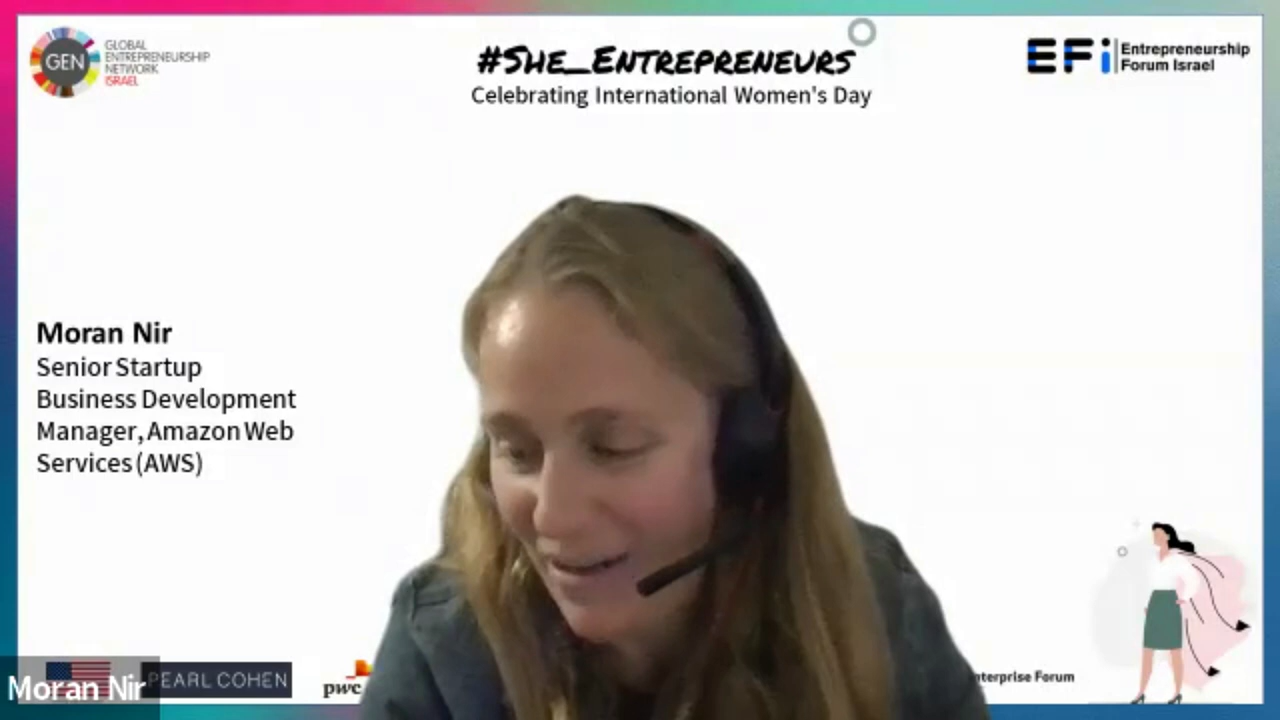 GEN
GLOBAL
ENTREPRENEURSHIP
NETWORK
ISRAEL
#SHE_ENTREPRENEURS
Celebrating International Women's Day
EFi
Entrepreneurship
Forum Israel
Moran Nir
Senior Startup
Business Development
Manager, Amazon Web
Services (AWS)
PEARL COHEN
pwc
Enterprise Forum
Moran Nir